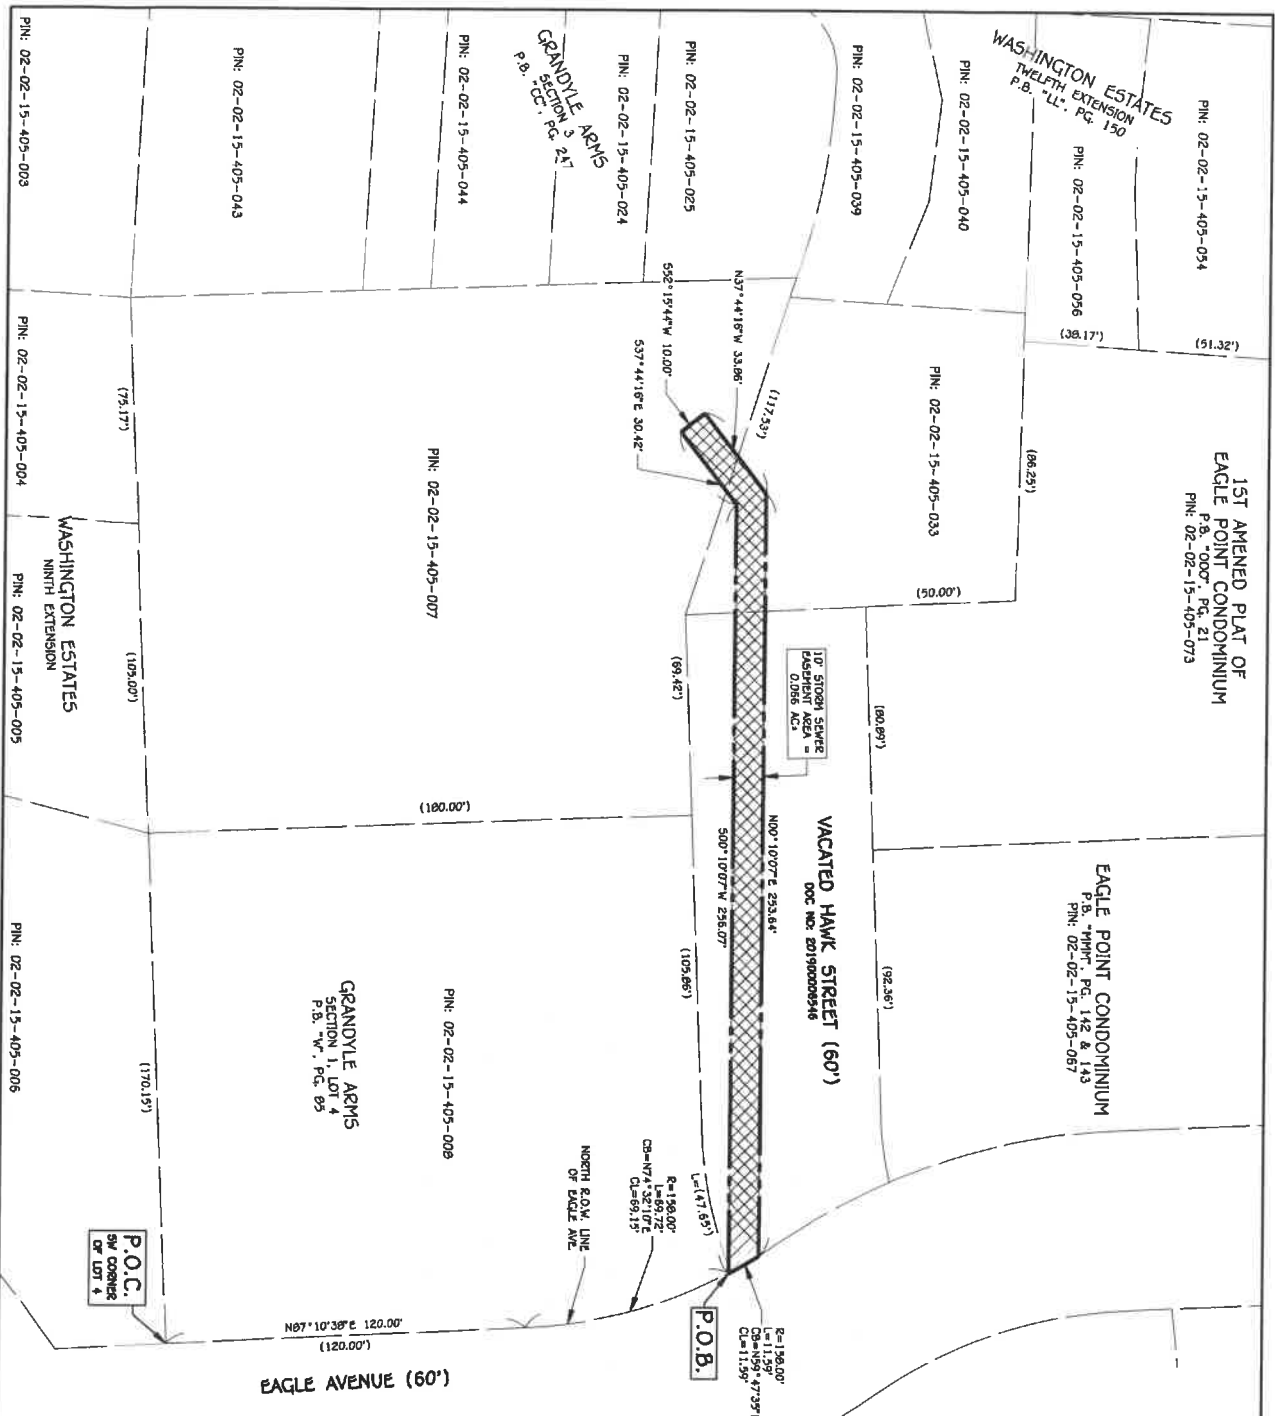 PIN: 02-02-15-405-054
WASHINGTON ESTATES
TWELFTH EXTENSION
P.B. "LL", PG. 150
PIN: 02-02-15-405-056
PIN: 02-02-15-405-040
PIN: 02-02-15-405-039
PIN: 02-02-15-405-025
PIN: 02-02-15-405-024
GRANDYLE ARMS
SECTION 3
P.B. "CC", PG. 247
PIN: 02-02-15-405-044
PIN: 02-02-15-405-043
PIN: 02-02-15-405-003
(51.32')
(38.17')
1ST AMENED PLAT OF
EAGLE POINT CONDOMINIUM
P.B. "OOO", PG. 21
PIN: 02-02-15-405-073
(86.25')
PIN: 02-02-15-405-033
(50.00')
(117.53')
N37°44'16"W 33.86'
S52°15'44"W 10.00'
S37°44'16"E 30.42'
PIN: 02-02-15-405-007
(75.17')
PIN: 02-02-15-405-004
(80.89')
10' STORM SEWER
EASEMENT AREA =
0.066 AC±
(69.42')
(105.00')
WASHINGTON ESTATES
NINTH EXTENSION
PIN: 02-02-15-405-005
(180.00')
EAGLE POINT CONDOMINIUM
P.B. "MMM", PG. 142 & 143
PIN: 02-02-15-405-067
(92.36')
VACATED HAWK STREET (60')
DOC NO: 201900008546
N00°10'07"E 253.64'
S00°10'07"W 256.07'
(105.86')
PIN: 02-02-15-405-008
GRANDYLE ARMS
SECTION 1, LOT 4
P.B. "W", PG. 85
(170.15')
PIN: 02-02-15-405-006
L=(47.65')
R=158.00'
L=69.72'
CB=N74°32'10"E
CL=69.15'
NORTH R.O.W. LINE
OF EAGLE AVE.
R=158.00'
L=11.59'
CB=N59°47'35"
CL=11.59'
P.O.B.
P.O.C.
SW CORNER
OF LOT 4
N87°10'38"E 120.00'
(120.00')
EAGLE AVENUE (60')